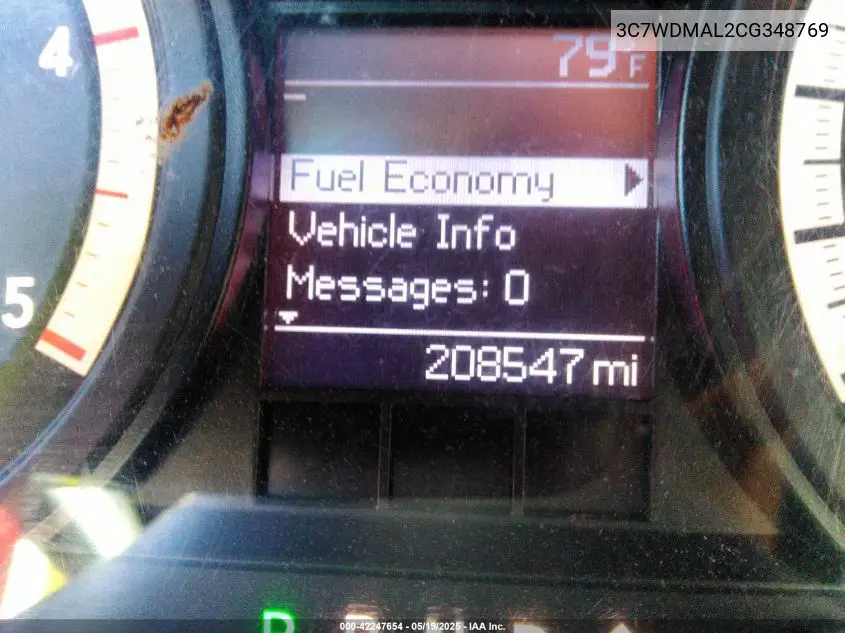 3C7WDMAL2CG348769
79°F
4
Fuel Economy
Vehicle Info
Messages: 0
5
208547 mi
P
000-42247654 - 05/19/2025 - IAA Inc.